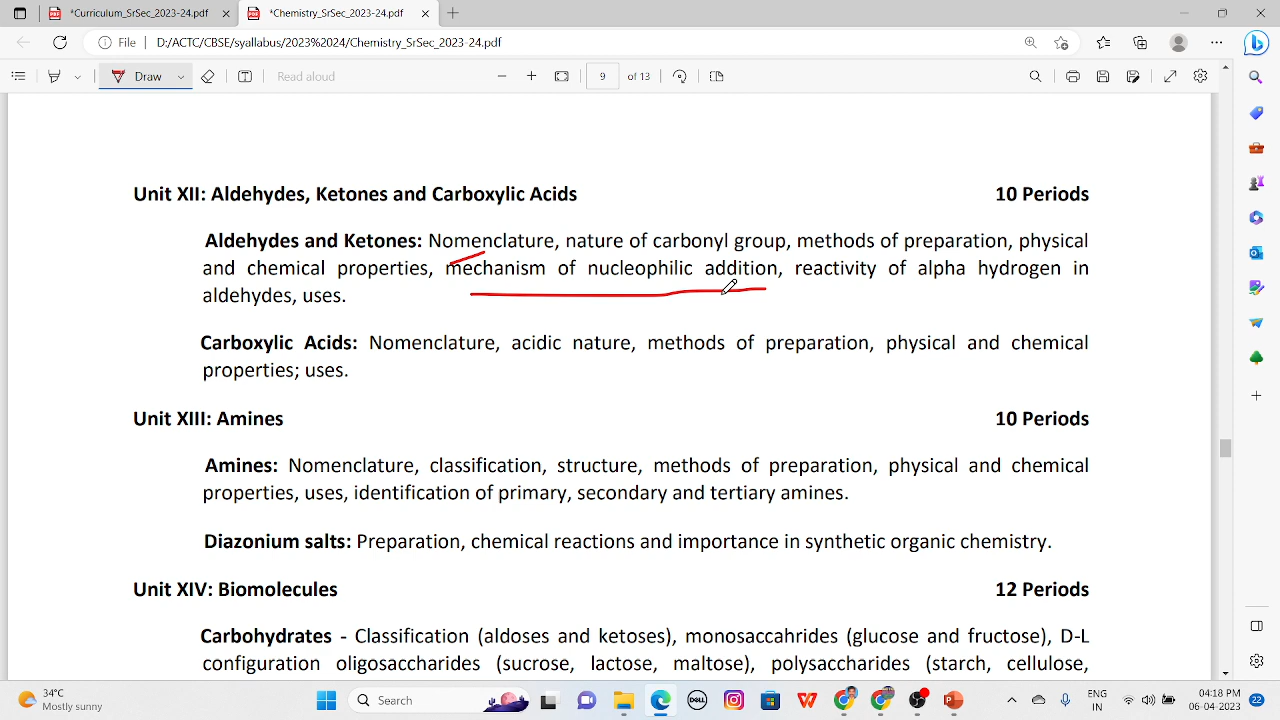 *Curriculum_SrSec_2023-24.pdf
*Chemistry_SrSec_2023-24.pdf
File D:/ACTC/CBSE/syallabus/2023%2024/Chemistry_SrSec_2023-24.pdf
Draw Read aloud 9 of 13
Unit XII: Aldehydes, Ketones and Carboxylic Acids 10 Periods
Aldehydes and Ketones: Nomenclature, nature of carbonyl group, methods of preparation, physical
and chemical properties, mechanism of nucleophilic addition, reactivity of alpha hydrogen in
aldehydes, uses.
Carboxylic Acids: Nomenclature, acidic nature, methods of preparation, physical and chemical
properties; uses.
Unit XIII: Amines 10 Periods
Amines: Nomenclature, classification, structure, methods of preparation, physical and chemical
properties, uses, identification of primary, secondary and tertiary amines.
Diazonium salts: Preparation, chemical reactions and importance in synthetic organic chemistry.
Unit XIV: Biomolecules 12 Periods
Carbohydrates - Classification (aldoses and ketoses), monosaccahrides (glucose and fructose), D-L
configuration oligosaccharides (sucrose, lactose, maltose), polysaccharides (starch, cellulose,
34°C
Mostly sunny
Search
DELL
ENG
IN
04:18 PM
06-04-2023
22